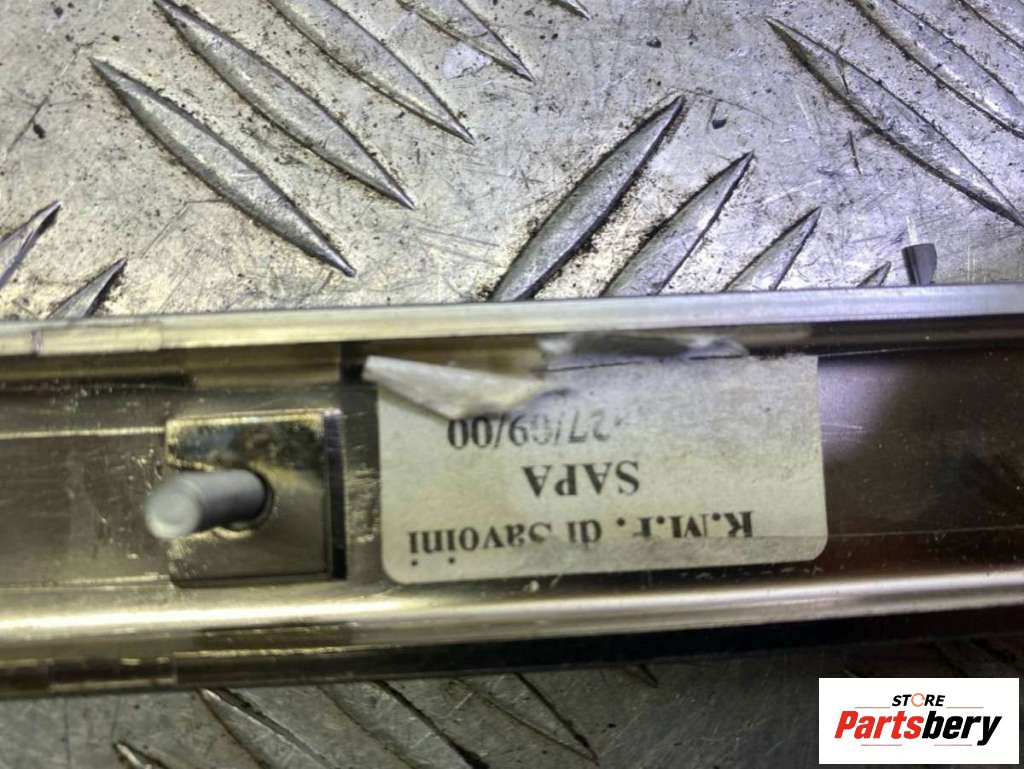 R.M.F. di Savoini
SAPA
27/09/00
STORE
Partsbery